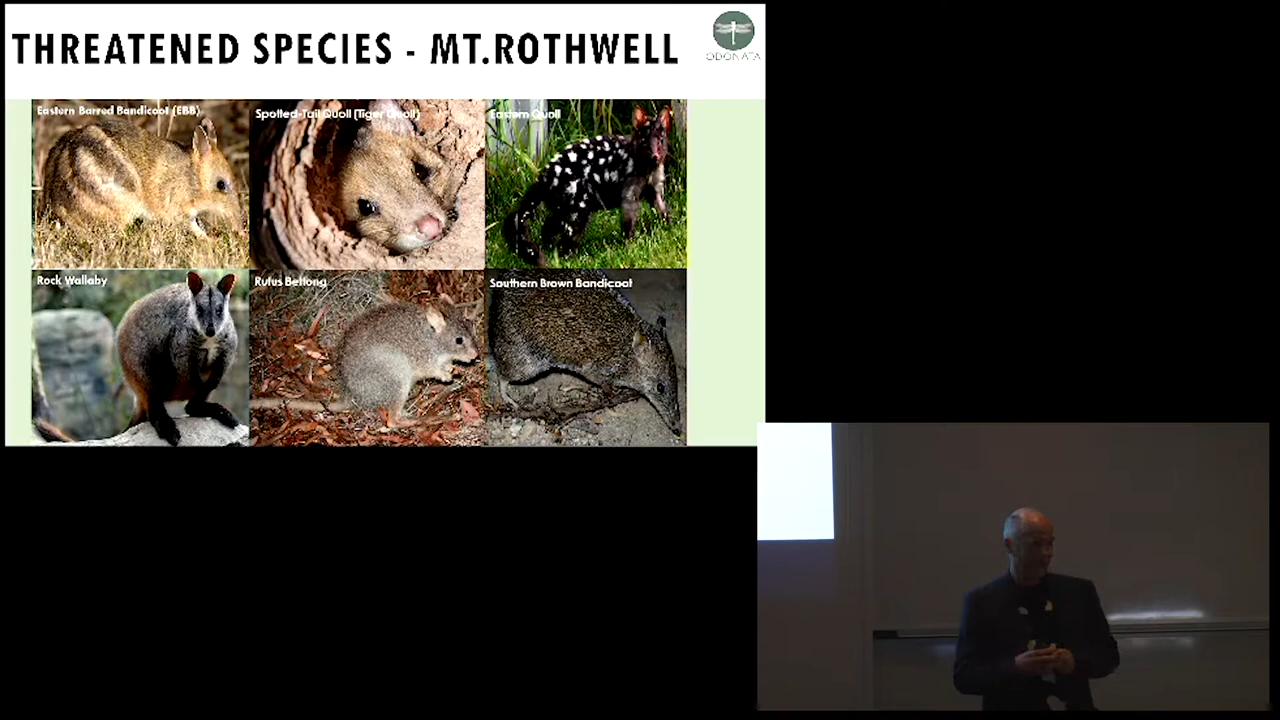 THREATENED SPECIES - MT.ROTHWELL
ODONATA
Eastern Barred Bandicoot (EBB)
Spotted-Tail Quoll (Tiger Quoll)
Eastern Quoll
Rock Wallaby
Rufus Bettong
Southern Brown Bandicoot